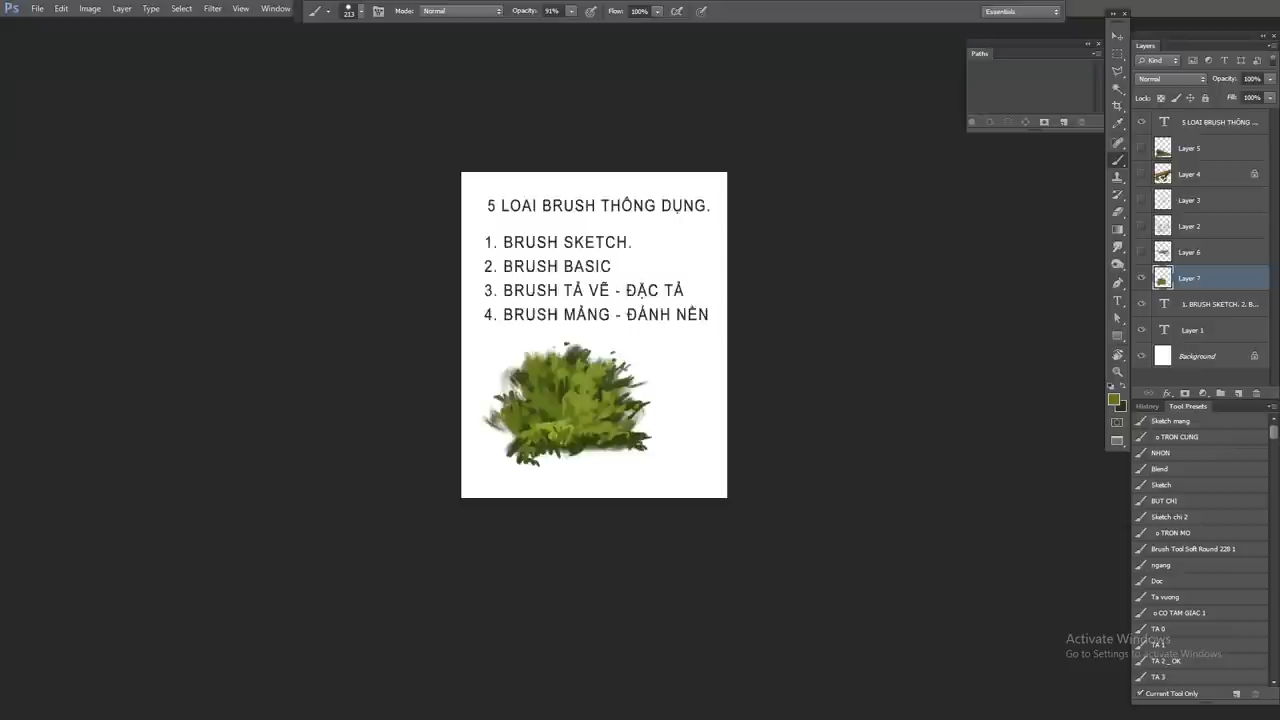 Ps File Edit Image Layer Type Select Filter View Window
213 Mode: Normal Opacity: 91% Flow: 100% Essentials
Paths
Layers
Kind
Normal Opacity: 100%
Lock: Fill: 100%
5 LOAI BRUSH THÔNG ...
Layer 5
Layer 4
Layer 3
Layer 2
Layer 6
Layer 7
1. BRUSH SKETCH. 2. B...
Layer 1
Background
5 LOAI BRUSH THÔNG DỤNG.
1. BRUSH SKETCH.
2. BRUSH BASIC
3. BRUSH TẢ VẼ - ĐẶC TẢ
4. BRUSH MẢNG - ĐÁNH NỀN
History Tool Presets
Sketch mang
o TRON CUNG
NHON
Blend
Sketch
BUT CHI
Sketch chi 2
o TRON MO
Brush Tool Soft Round 228 1
ngang
Doc
Ta vuong
o CO TAM GIAC 1
TA 0
TA 1
TA 2 _ OK
TA 3
Current Tool Only
Activate Windows
Go to Settings to activate Windows.